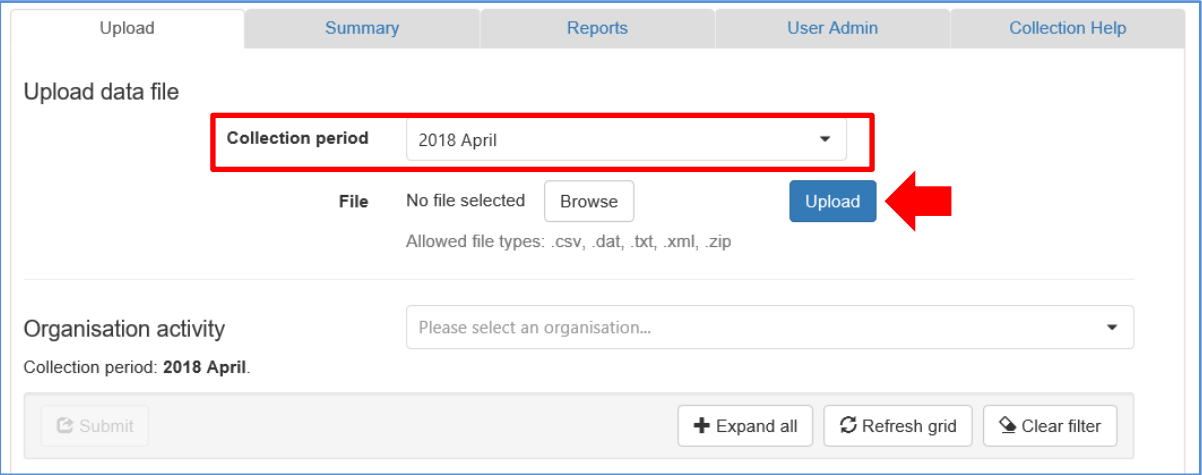 Upload Summary Reports User Admin Collection Help
Upload data file
Collection period 2018 April
File No file selected Browse Upload
Allowed file types: .csv, .dat, .txt, .xml, .zip
Organisation activity Please select an organisation...
Collection period: 2018 April.
Submit Expand all Refresh grid Clear filter